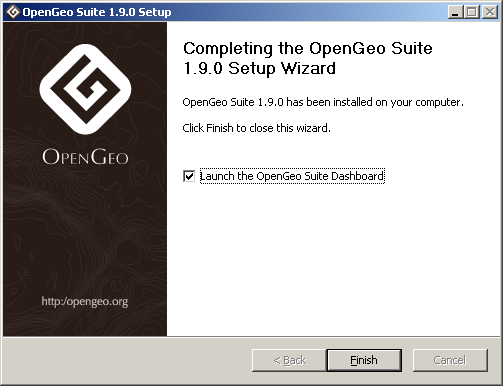 OpenGeo Suite 1.9.0 Setup
Completing the OpenGeo Suite
1.9.0 Setup Wizard
OpenGeo Suite 1.9.0 has been installed on your computer.
Click Finish to close this wizard.
OPENGEO
Launch the OpenGeo Suite Dashboard
http:/opengeo.org
< Back
Finish
Cancel